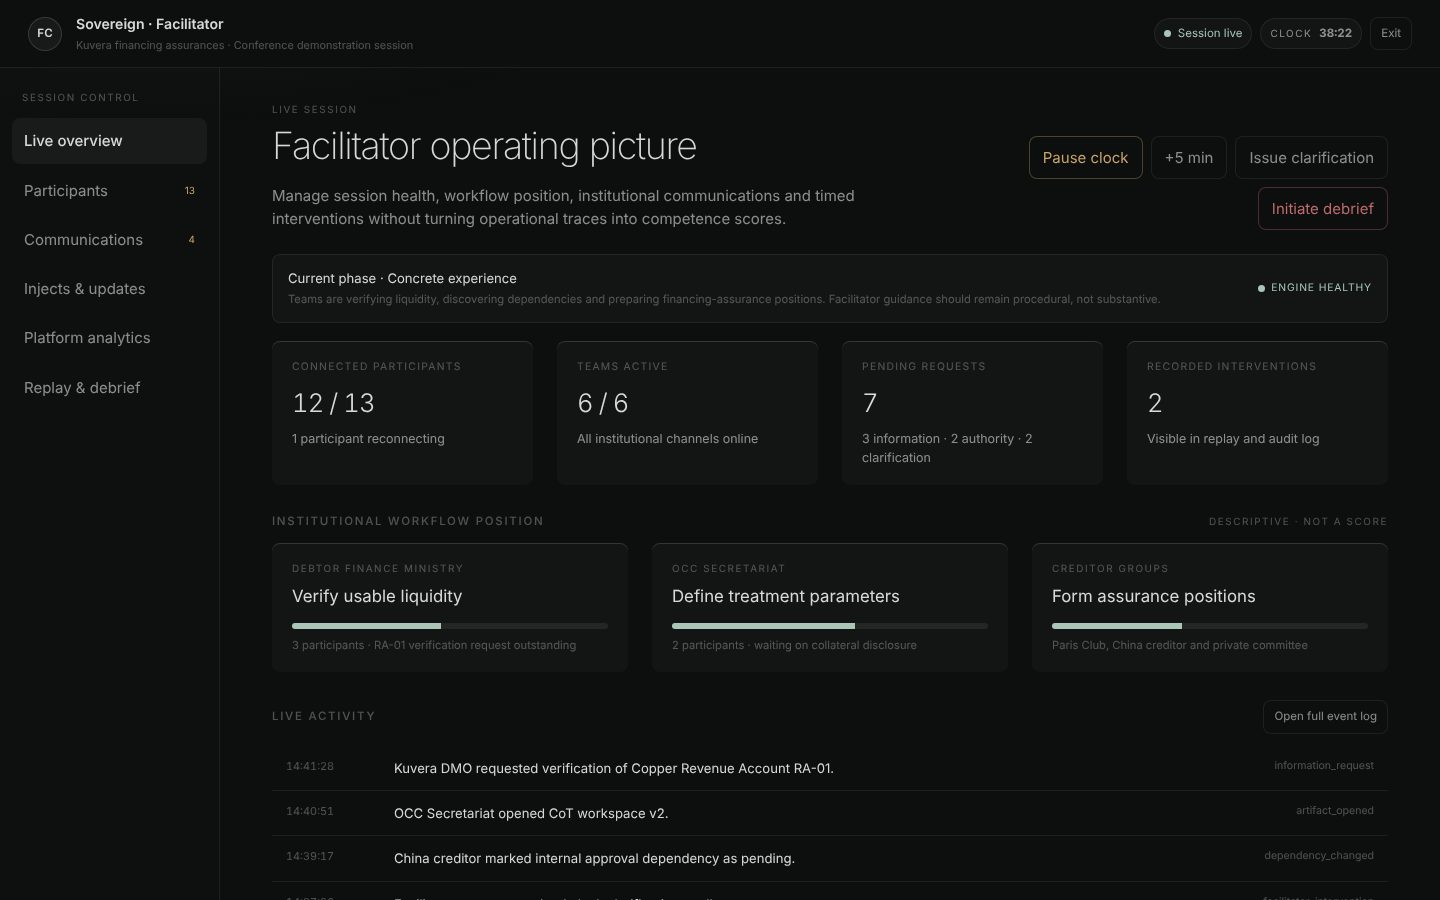 FC
Sovereign · Facilitator
Kuvera financing assurances · Conference demonstration session
Session live
CLOCK 38:22
Exit
SESSION CONTROL
Live overview
Participants 13
Communications 4
Injects & updates
Platform analytics
Replay & debrief
LIVE SESSION
Facilitator operating picture
Manage session health, workflow position, institutional communications and timed
interventions without turning operational traces into competence scores.
Pause clock
+5 min
Issue clarification
Initiate debrief
Current phase · Concrete experience
Teams are verifying liquidity, discovering dependencies and preparing financing-assurance positions. Facilitator guidance should remain procedural, not substantive.
ENGINE HEALTHY
CONNECTED PARTICIPANTS
12 / 13
1 participant reconnecting
TEAMS ACTIVE
6 / 6
All institutional channels online
PENDING REQUESTS
7
3 information · 2 authority · 2
clarification
RECORDED INTERVENTIONS
2
Visible in replay and audit log
INSTITUTIONAL WORKFLOW POSITION
DESCRIPTIVE · NOT A SCORE
DEBTOR FINANCE MINISTRY
Verify usable liquidity
3 participants · RA-01 verification request outstanding
OCC SECRETARIAT
Define treatment parameters
2 participants · waiting on collateral disclosure
CREDITOR GROUPS
Form assurance positions
Paris Club, China creditor and private committee
LIVE ACTIVITY
Open full event log
14:41:28 Kuvera DMO requested verification of Copper Revenue Account RA-01. information_request
14:40:51 OCC Secretariat opened CoT workspace v2. artifact_opened
14:39:17 China creditor marked internal approval dependency as pending. dependency_changed